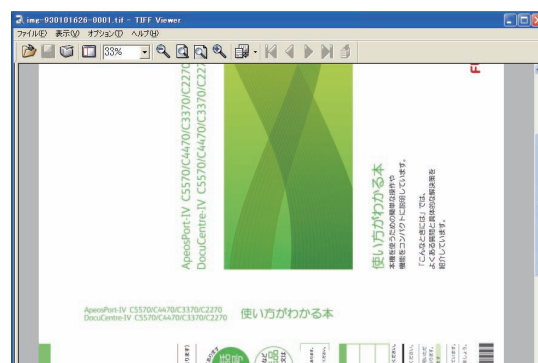 img-930101626-0001.tif - TIFF Viewer
ファイル(F) 表示(V) オプション(T) ヘルプ(H)
33%
ApeosPort-IV C5570/C4470/C3370/C2270
DocuCentre-IV C5570/C4470/C3370/C2270
使い方がわかる本
本機を使うための簡単な操作や
機能をコンパクトに説明しています。
「こんなときには」では、
よくある質問と具体的な解決策を
紹介しています。
ApeosPort-IV C5570/C4470/C3370/C2270
DocuCentre-IV C5570/C4470/C3370/C2270
使い方がわかる本